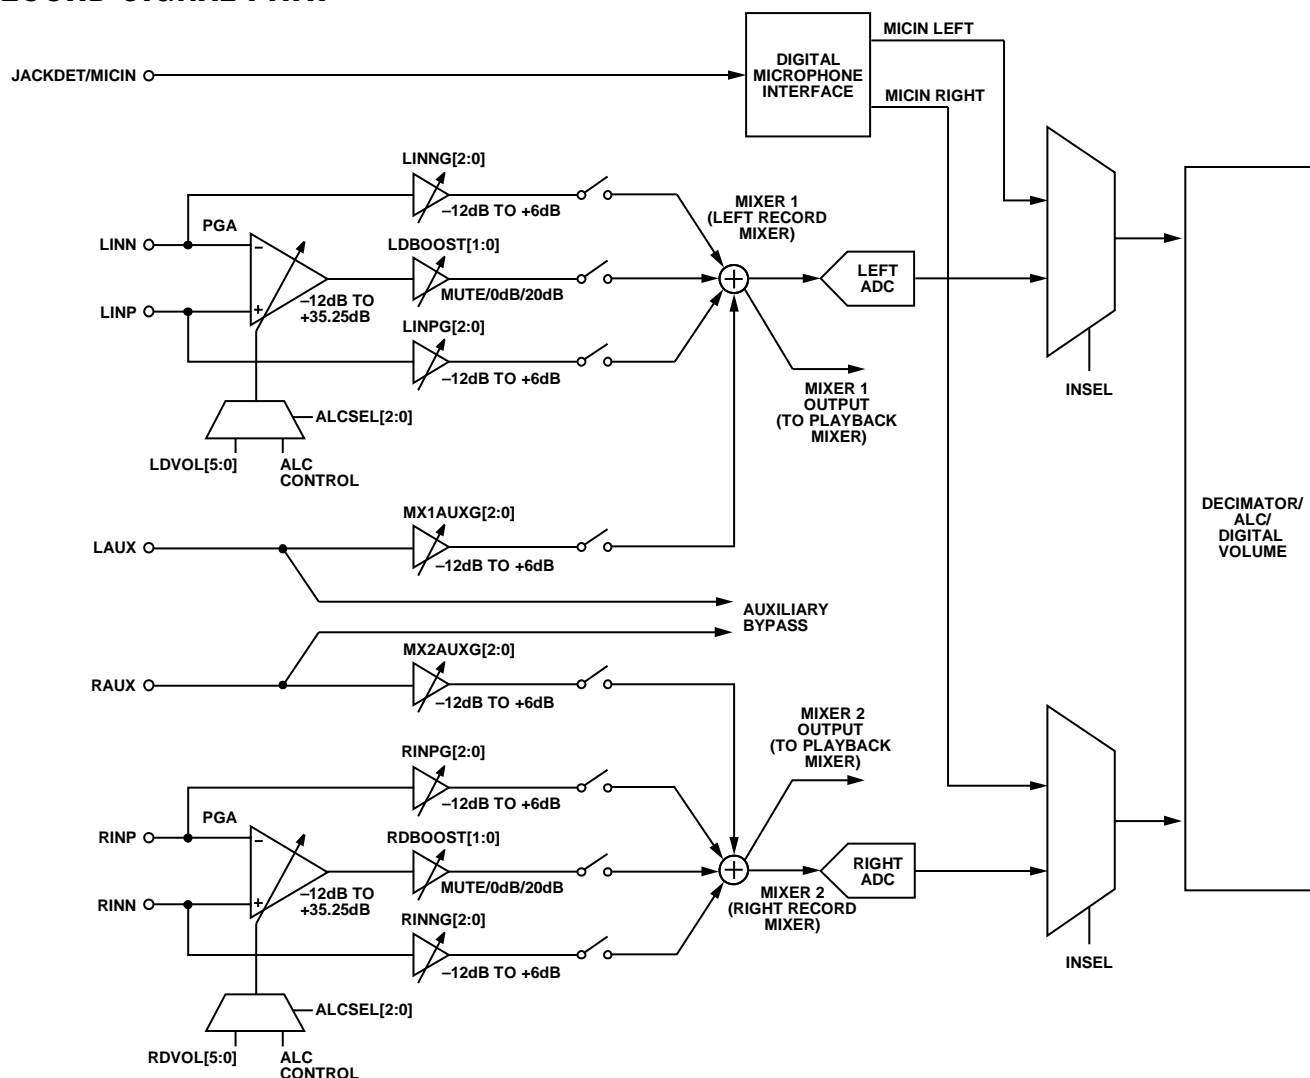 MICIN LEFT
DIGITAL
MICROPHONE
INTERFACE
JACKDET/MICIN
MICIN RIGHT
LINNG[2:0]
–12dB TO +6dB
MIXER 1
(LEFT RECORD
MIXER)
PGA
LINN
–
LDBOOST[1:0]
MUTE/0dB/20dB
LEFT
ADC
–12dB TO
+35.25dB
LINP
+
LINPG[2:0]
–12dB TO +6dB
MIXER 1
OUTPUT
(TO PLAYBACK
MIXER)
INSEL
ALCSEL[2:0]
LDVOL[5:0]
ALC
CONTROL
MX1AUXG[2:0]
LAUX
–12dB TO +6dB
DECIMATOR/
ALC/
DIGITAL
VOLUME
AUXILIARY
BYPASS
MX2AUXG[2:0]
RAUX
–12dB TO +6dB
MIXER 2
OUTPUT
(TO PLAYBACK
MIXER)
RINPG[2:0]
–12dB TO +6dB
PGA
RINP
–
RDBOOST[1:0]
MUTE/0dB/20dB
RIGHT
ADC
–12dB TO
+35.25dB
MIXER 2
(RIGHT RECORD
MIXER)
RINN
+
RINNG[2:0]
–12dB TO +6dB
INSEL
ALCSEL[2:0]
RDVOL[5:0]
ALC
CONTROL